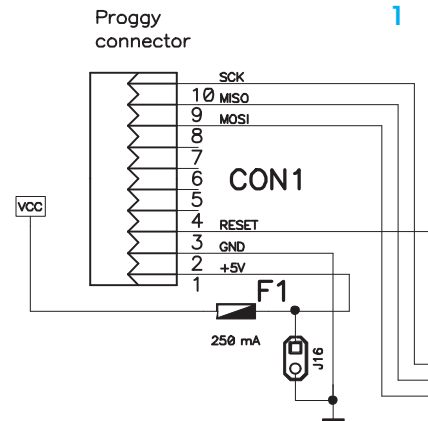 Proggy
connector
1
SCK
10 MISO
9 MOSI
8
7
6
CON1
5
VCC
4 RESET
3 GND
2 +5V
1
F1
250 mA
J16